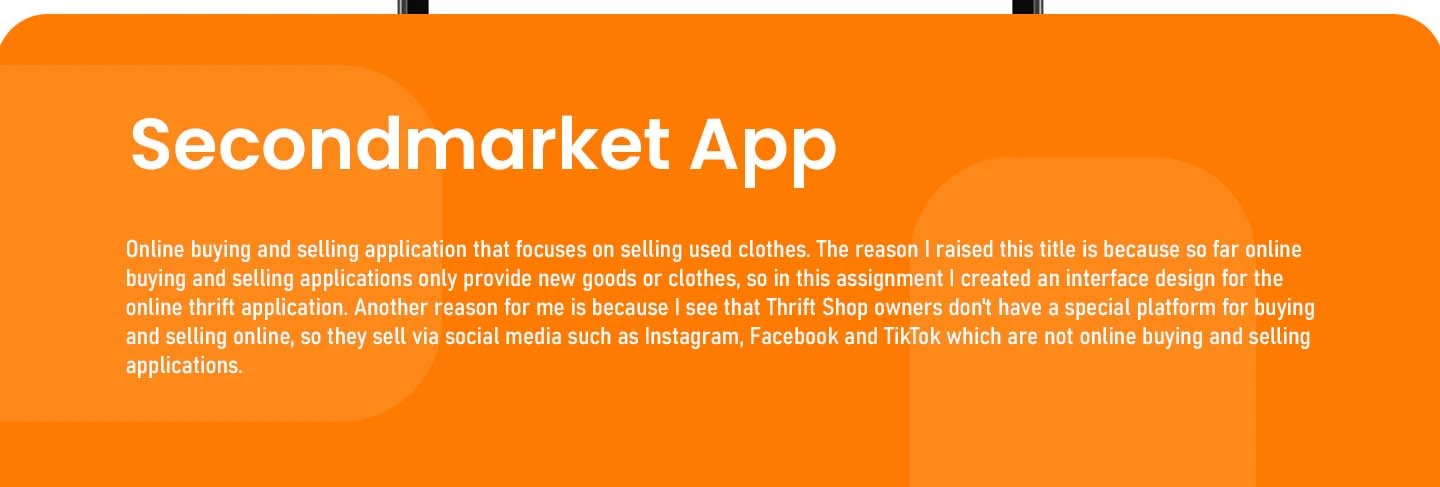 Secondmarket App
Online buying and selling application that focuses on selling used clothes. The reason I raised this title is because so far online
buying and selling applications only provide new goods or clothes, so in this assignment I created an interface design for the
online thrift application. Another reason for me is because I see that Thrift Shop owners don't have a special platform for buying
and selling online, so they sell via social media such as Instagram, Facebook and TikTok which are not online buying and selling
applications.